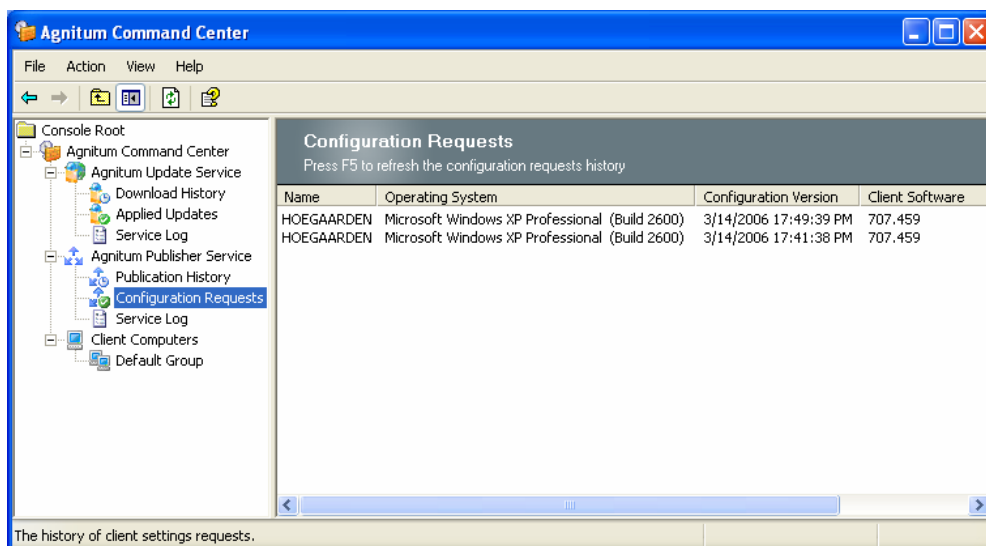 Agnitum Command Center
File Action View Help
Console Root
Agnitum Command Center
Agnitum Update Service
Download History
Applied Updates
Service Log
Agnitum Publisher Service
Publication History
Configuration Requests
Service Log
Client Computers
Default Group
Configuration Requests
Press F5 to refresh the configuration requests history
Name Operating System Configuration Version Client Software
HOEGAARDEN Microsoft Windows XP Professional (Build 2600) 3/14/2006 17:49:39 PM 707.459
HOEGAARDEN Microsoft Windows XP Professional (Build 2600) 3/14/2006 17:41:38 PM 707.459
The history of client settings requests.